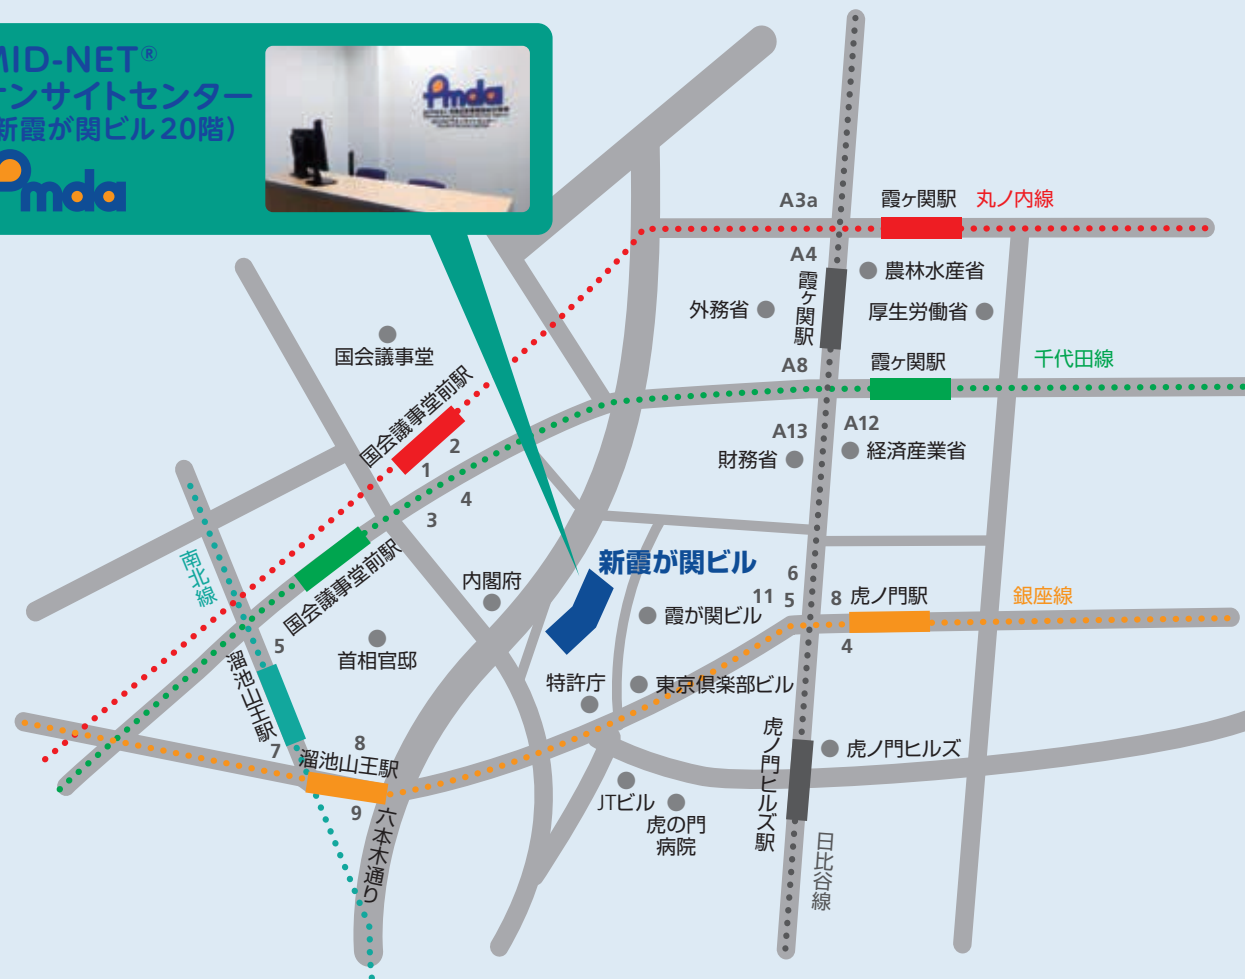 MID-NET®
オンサイトセンター
(新霞が関ビル20階)
Pmda
Pmda
A3a
霞ヶ関駅
丸ノ内線
A4
霞ヶ関駅
農林水産省
外務省
厚生労働省
国会議事堂
A8
霞ヶ関駅
千代田線
国会議事堂前駅
2
1
4
3
A13
A12
財務省
経済産業省
南北線
国会議事堂前駅
内閣府
新霞が関ビル
6
11
5
8
虎ノ門駅
銀座線
4
霞が関ビル
5
首相官邸
溜池山王駅
特許庁
東京倶楽部ビル
7
8
溜池山王駅
9
虎ノ門ヒルズ駅
虎ノ門ヒルズ
JTビル
虎の門
病院
六本木通り
日比谷線